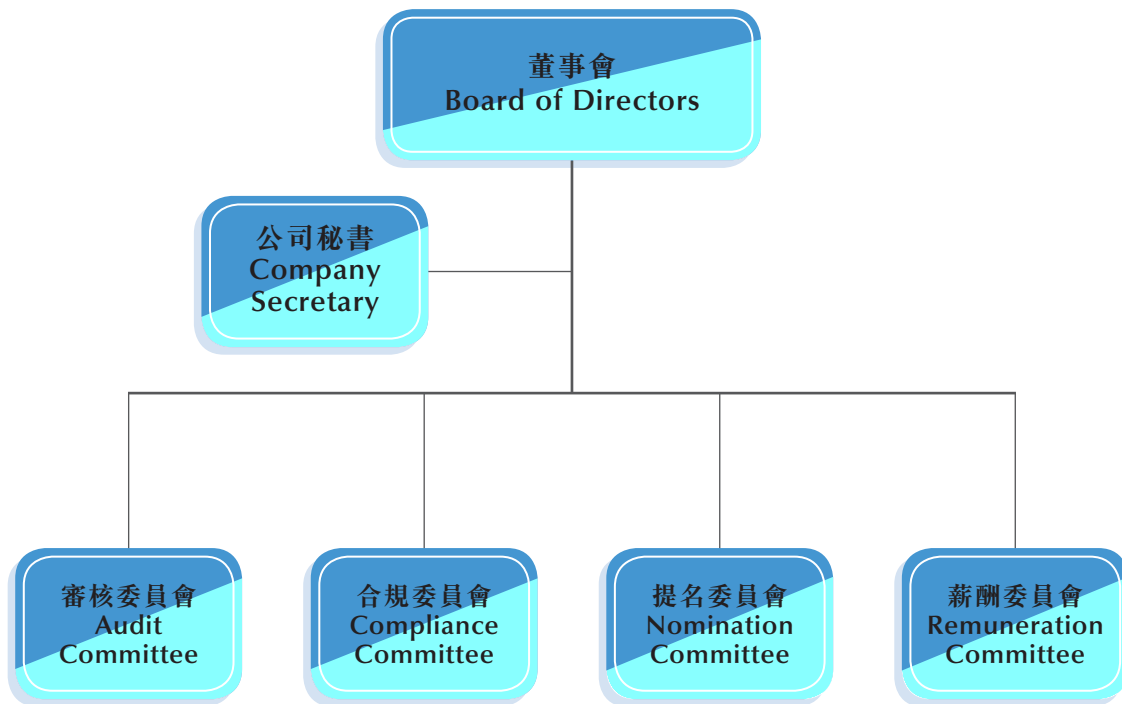 董事會
Board of Directors
公司秘書
Company
Secretary
審核委員會
Audit
Committee
合規委員會
Compliance
Committee
提名委員會
Nomination
Committee
薪酬委員會
Remuneration
Committee